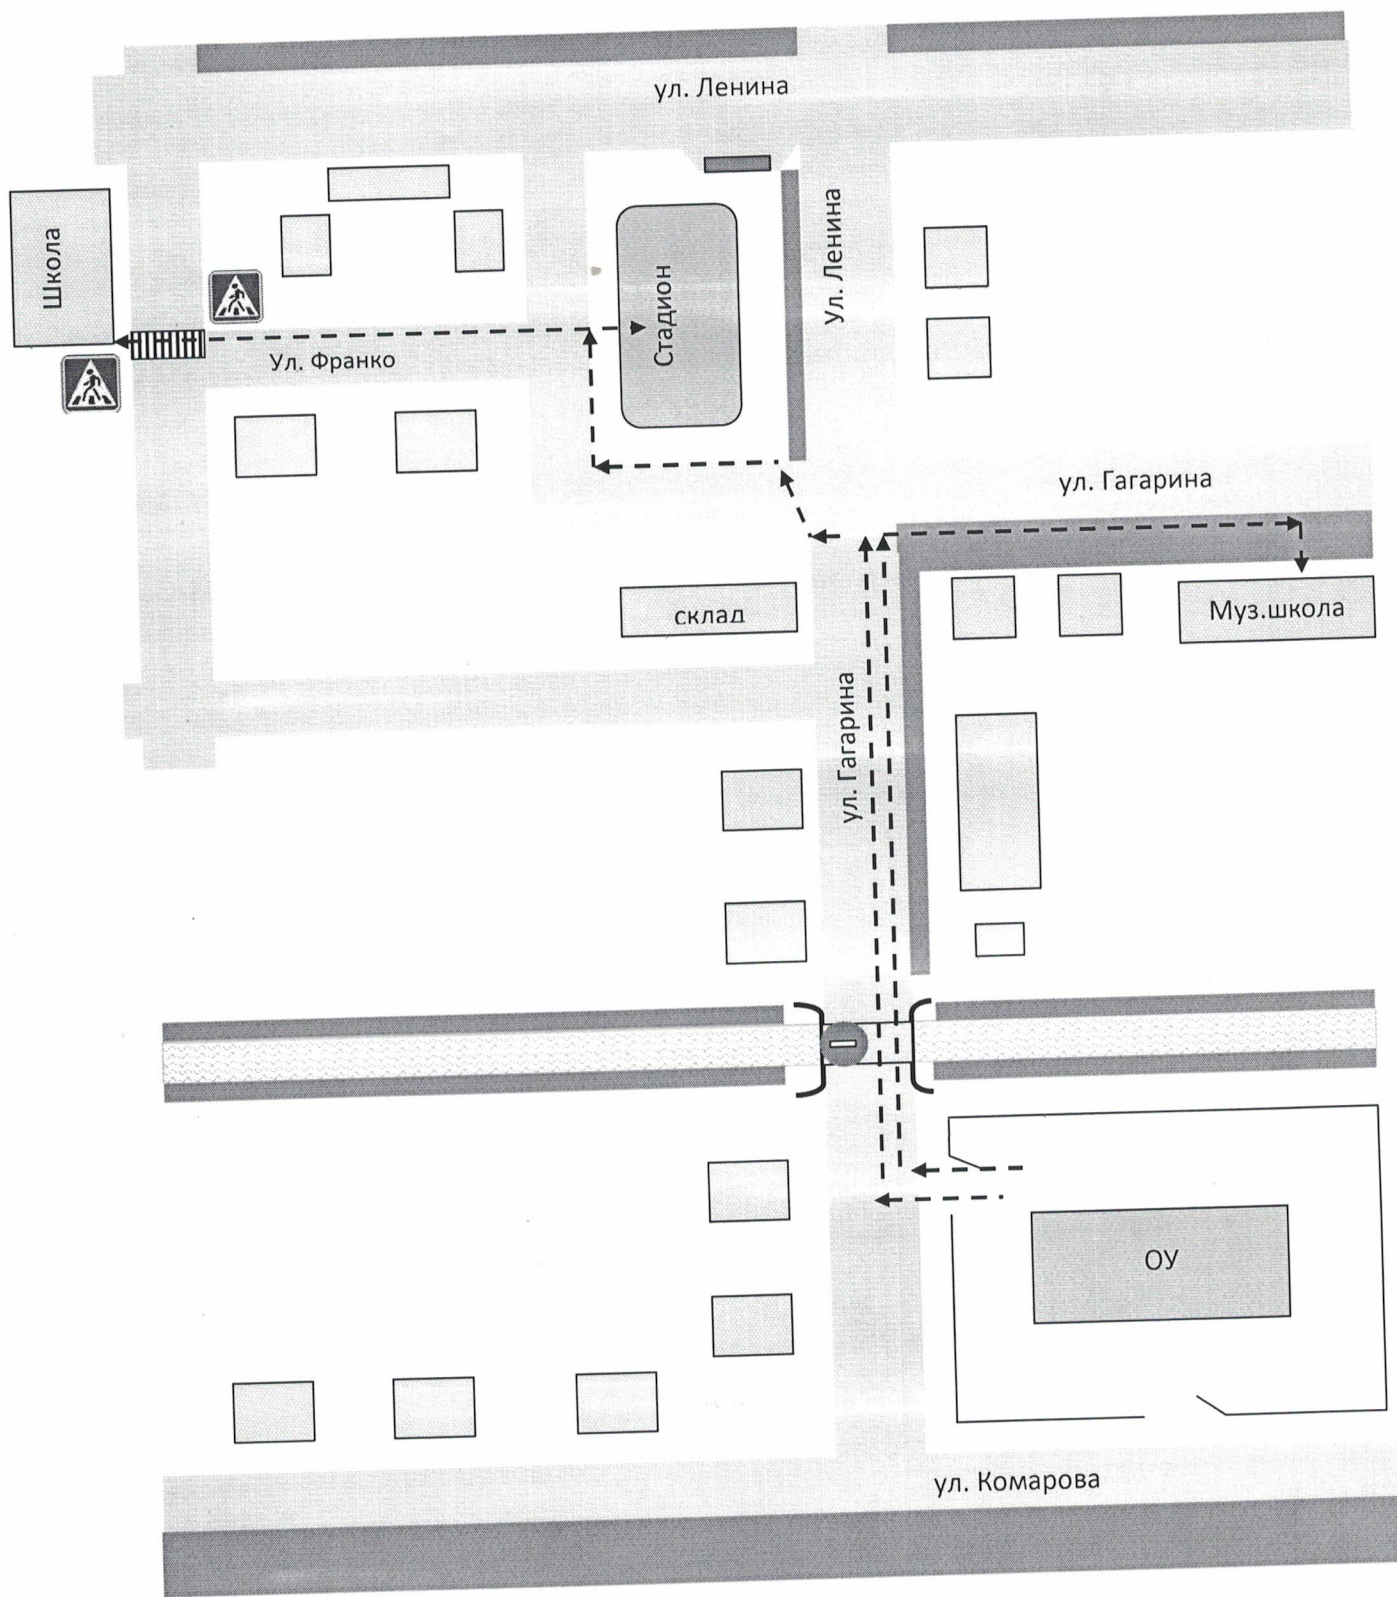 ул. Ленина
Школа
Стадион
Ул. Ленина
Ул. Франко
ул. Гагарина
склад
Муз.школа
ул. Гагарина
ОУ
ул. Комарова